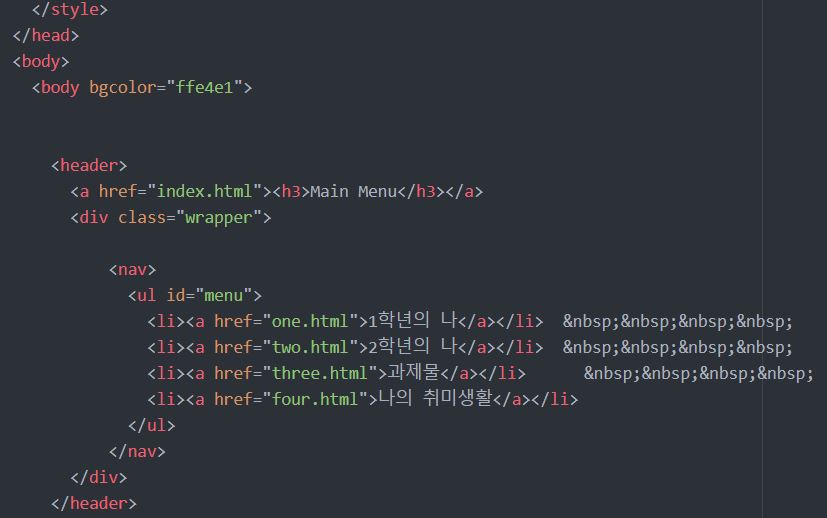 </style>
</head>
<body>
<body bgcolor="ffe4e1">
<header>
<a href="index.html"><h3>Main Menu</h3></a>
<div class="wrapper">
<nav>
<ul id="menu">
<li><a href="one.html">1학년의 나</a></li> &nbsp;&nbsp;&nbsp;&nbsp;
<li><a href="two.html">2학년의 나</a></li> &nbsp;&nbsp;&nbsp;&nbsp;
<li><a href="three.html">과제물</a></li> &nbsp;&nbsp;&nbsp;&nbsp;
<li><a href="four.html">나의 취미생활</a></li>
</ul>
</nav>
</div>
</header>